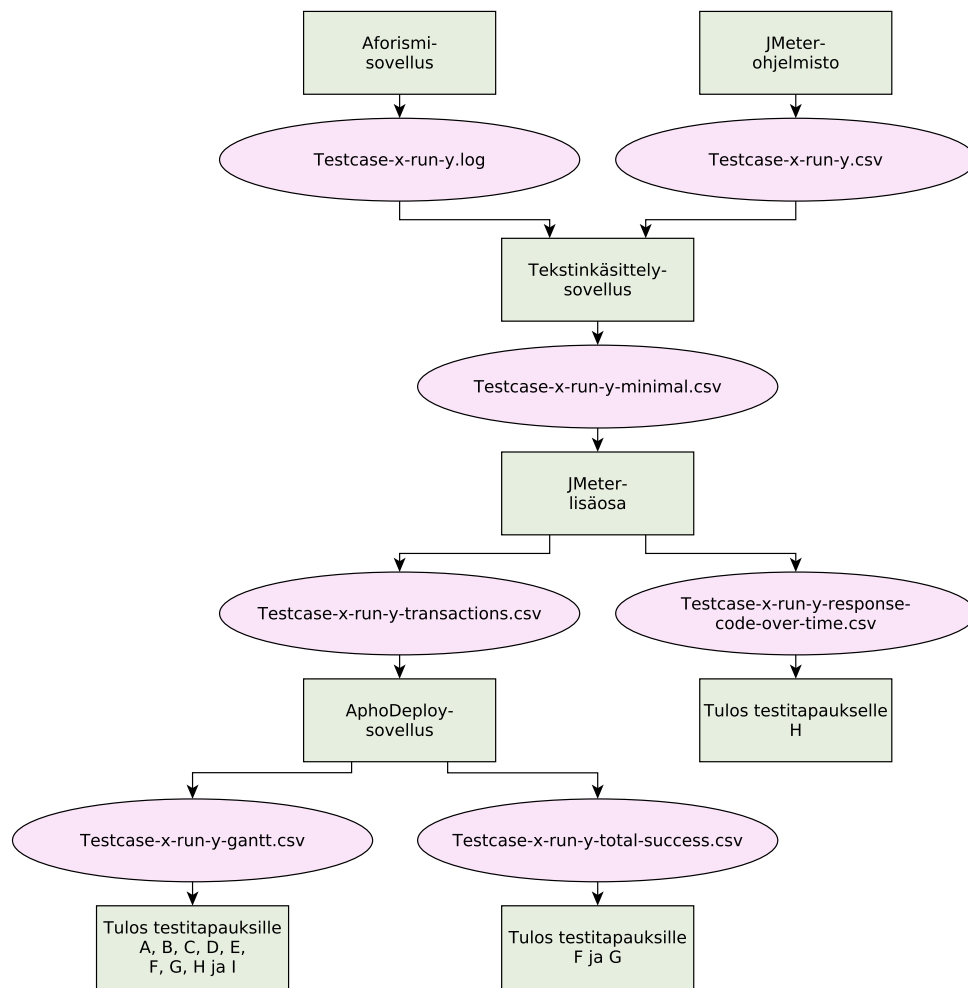 Aforismi-
sovellus
JMeter-
ohjelmisto
Testcase-x-run-y.log
Testcase-x-run-y.csv
Tekstinkäsittely-
sovellus
Testcase-x-run-y-minimal.csv
JMeter-
lisäosa
Testcase-x-run-y-transactions.csv
Testcase-x-run-y-response-
code-over-time.csv
AphoDeploy-
sovellus
Tulos testitapaukselle
H
Testcase-x-run-y-gantt.csv
Testcase-x-run-y-total-success.csv
Tulos testitapauksille
A, B, C, D, E,
F, G, H ja I
Tulos testitapauksille
F ja G